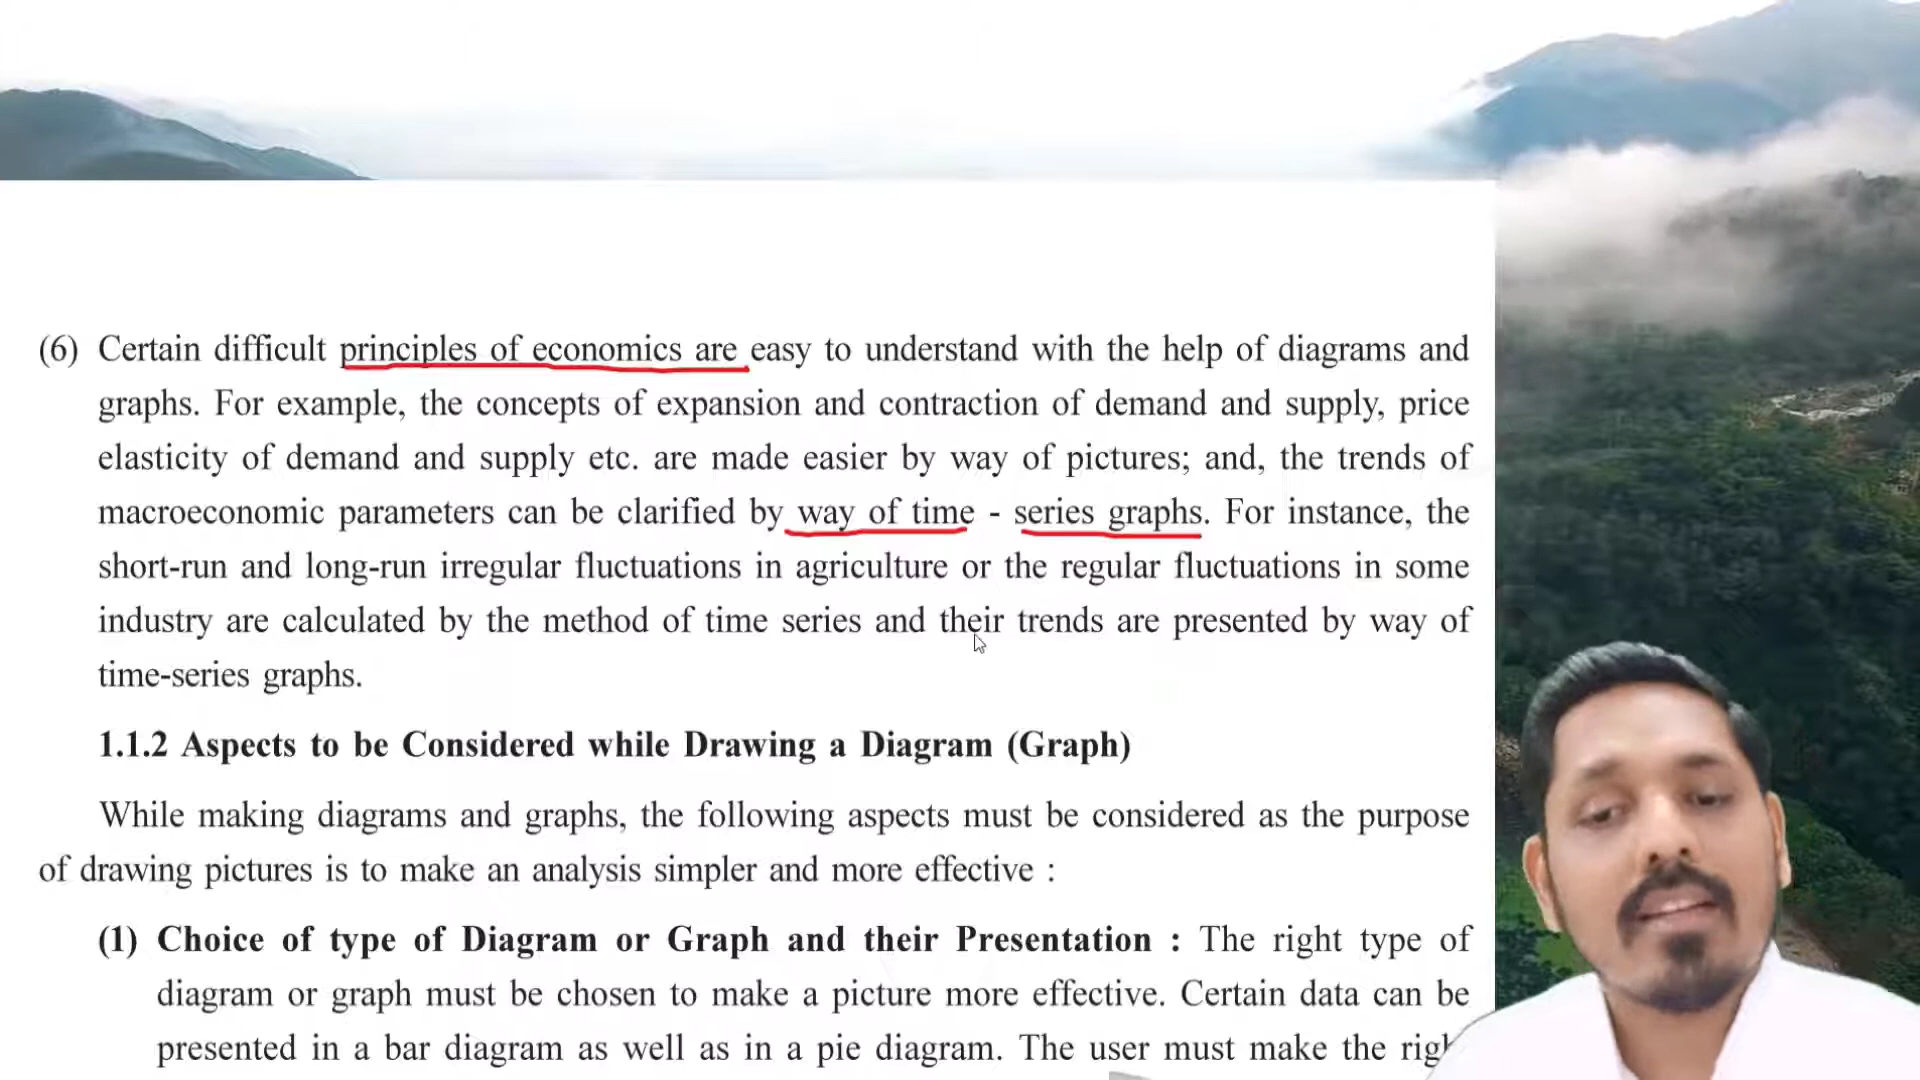 (6) Certain difficult principles of economics are easy to understand with the help of diagrams and
graphs. For example, the concepts of expansion and contraction of demand and supply, price
elasticity of demand and supply etc. are made easier by way of pictures; and, the trends of
macroeconomic parameters can be clarified by way of time - series graphs. For instance, the
short-run and long-run irregular fluctuations in agriculture or the regular fluctuations in some
industry are calculated by the method of time series and their trends are presented by way of
time-series graphs.
1.1.2 Aspects to be Considered while Drawing a Diagram (Graph)
While making diagrams and graphs, the following aspects must be considered as the purpose
of drawing pictures is to make an analysis simpler and more effective :
(1) Choice of type of Diagram or Graph and their Presentation : The right type of
diagram or graph must be chosen to make a picture more effective. Certain data can be
presented in a bar diagram as well as in a pie diagram. The user must make the